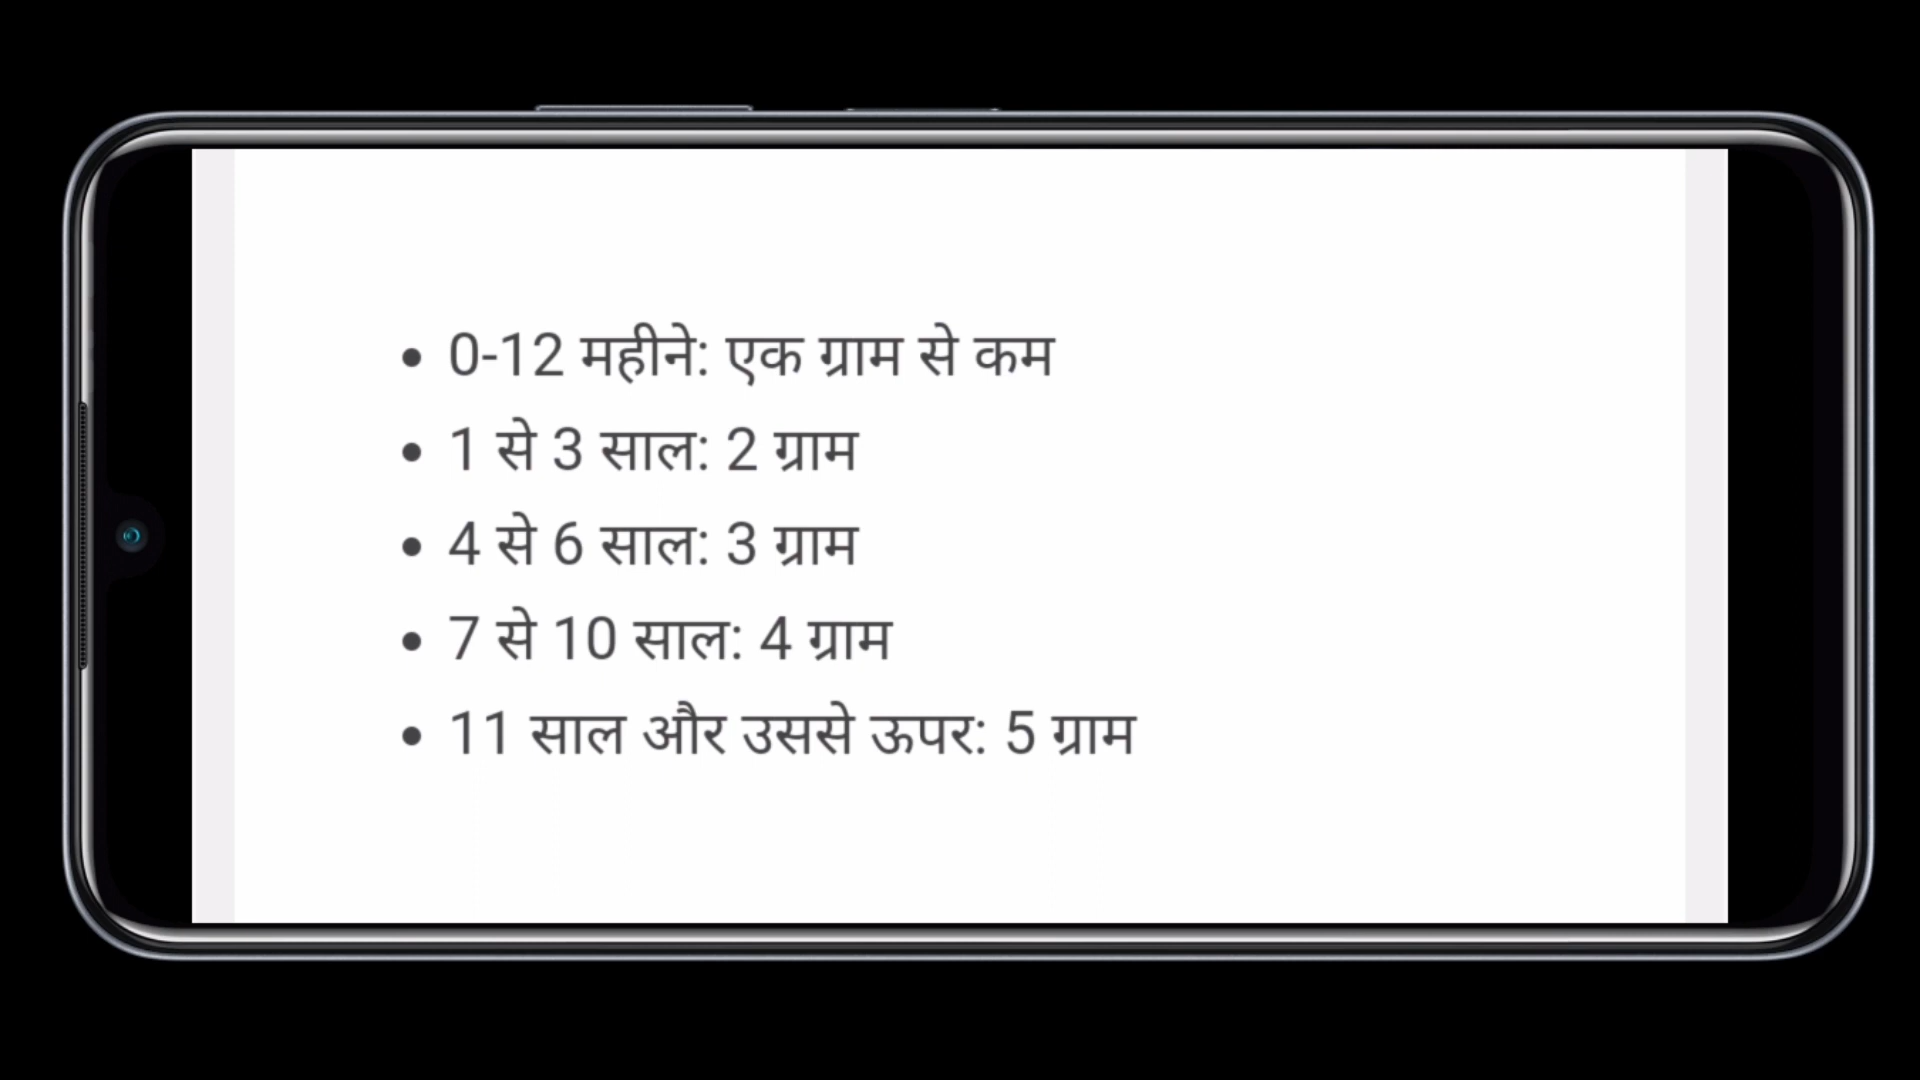 • 0-12 महीने: एक ग्राम से कम
• 1 से 3 साल: 2 ग्राम
• 4 से 6 साल: 3 ग्राम
• 7 से 10 साल: 4 ग्राम
• 11 साल और उससे ऊपर: 5 ग्राम